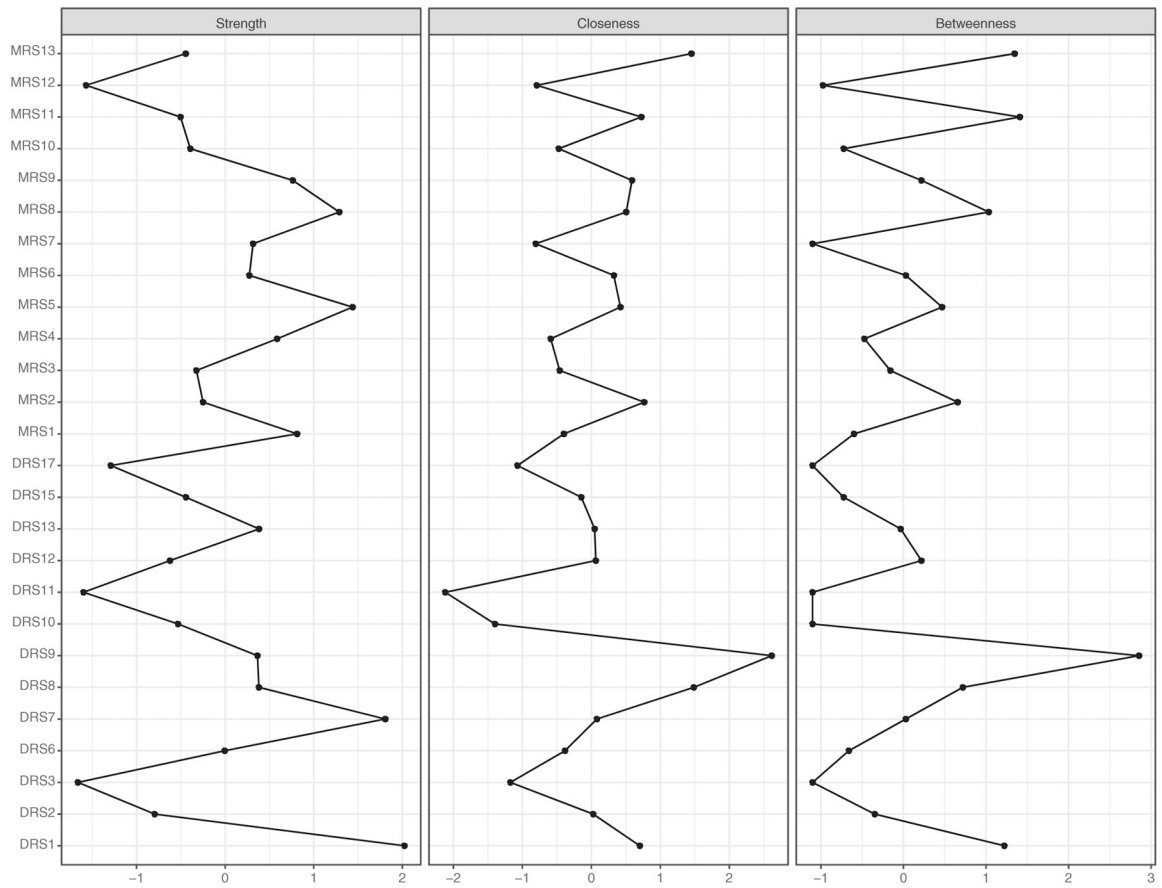 Strength Closeness Betweenness
MRS13
MRS12
MRS11
MRS10
MRS9
MRS8
MRS7
MRS6
MRS5
MRS4
MRS3
MRS2
MRS1
DRS17
DRS15
DRS13
DRS12
DRS11
DRS10
DRS9
DRS8
DRS7
DRS6
DRS3
DRS2
DRS1
−1 0 1 2 −2 −1 0 1 2 −1 0 1 2 3